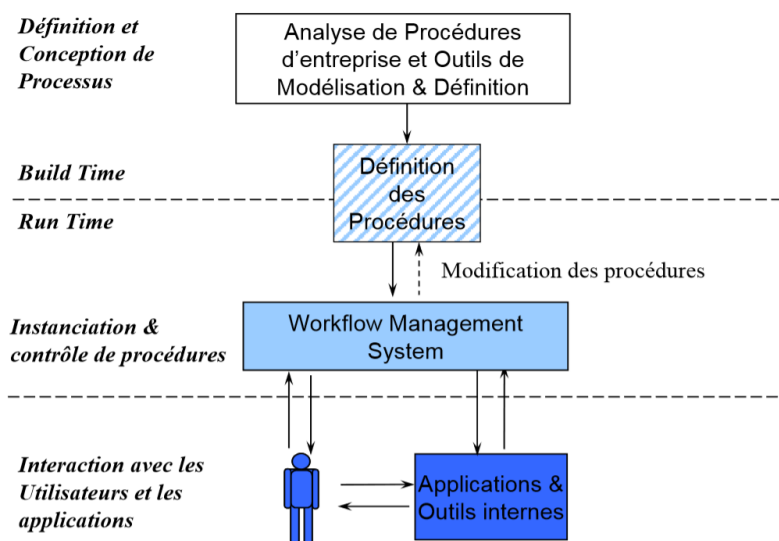 Définition et
Conception de
Processus
Analyse de Procédures
d'entreprise et Outils de
Modélisation & Définition
Build Time
Définition
des
Procédures
Run Time
Modification des procédures
Instanciation &
contrôle de procédures
Workflow Management
System
Interaction avec les
Utilisateurs et les
applications
Applications &
Outils internes